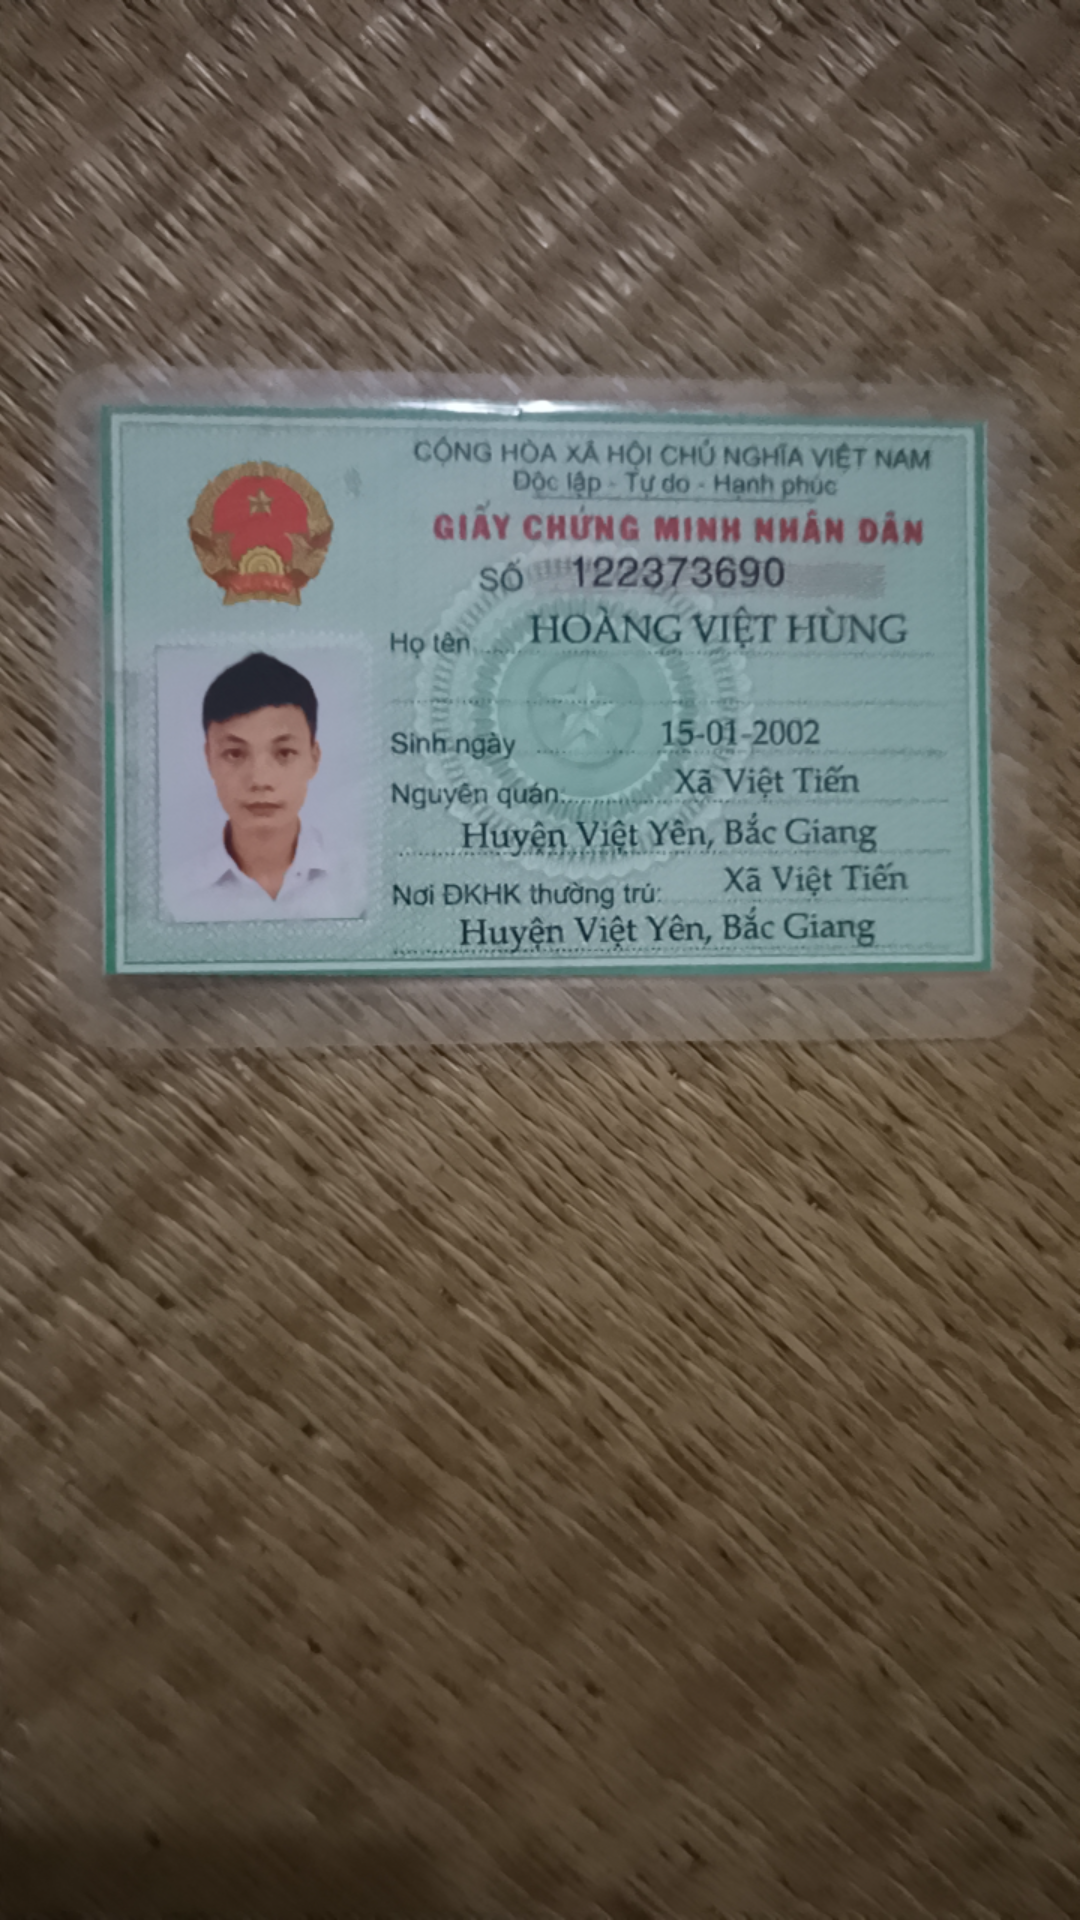 CỘNG HÒA XÃ HỘI CHỦ NGHĨA VIỆT NAM
Độc lập - Tự do - Hạnh phúc
GIẤY CHỨNG MINH NHÂN DÂN
SỐ 122373690
Họ tên HOÀNG VIỆT HÙNG
Sinh ngày 15-01-2002
Nguyên quán: Xã Việt Tiến
Huyện Việt Yên, Bắc Giang
Nơi ĐKHK thường trú: Xã Việt Tiến
Huyện Việt Yên, Bắc Giang